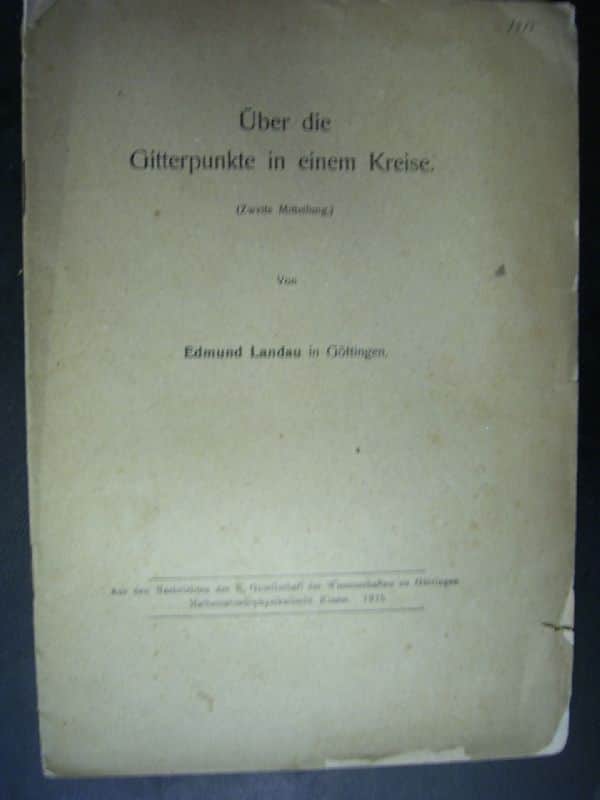 Über die
Gitterpunkte in einem Kreise.
(Zweite Mitteilung.)
Von
Edmund Landau in Göttingen.
Aus den Nachrichten der K. Gesellschaft der Wissenschaften zu Göttingen
Mathematisch-physikalische Klasse. 1915